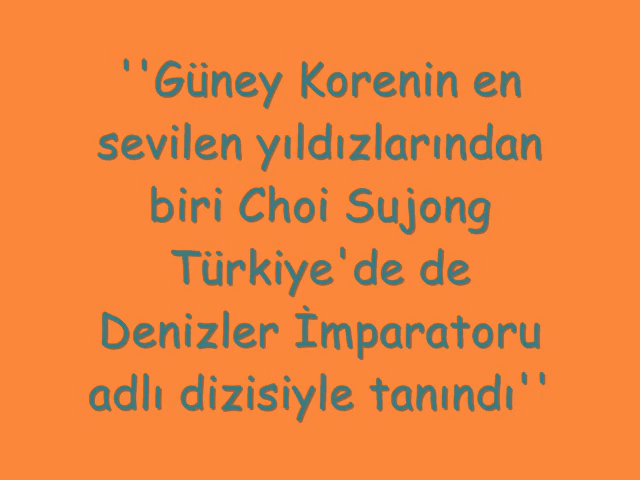 ''Güney Korenin en
sevilen yıldızlarından
biri Choi Sujong
Türkiye'de de
Denizler İmparatoru
adlı dizisiyle tanındı''